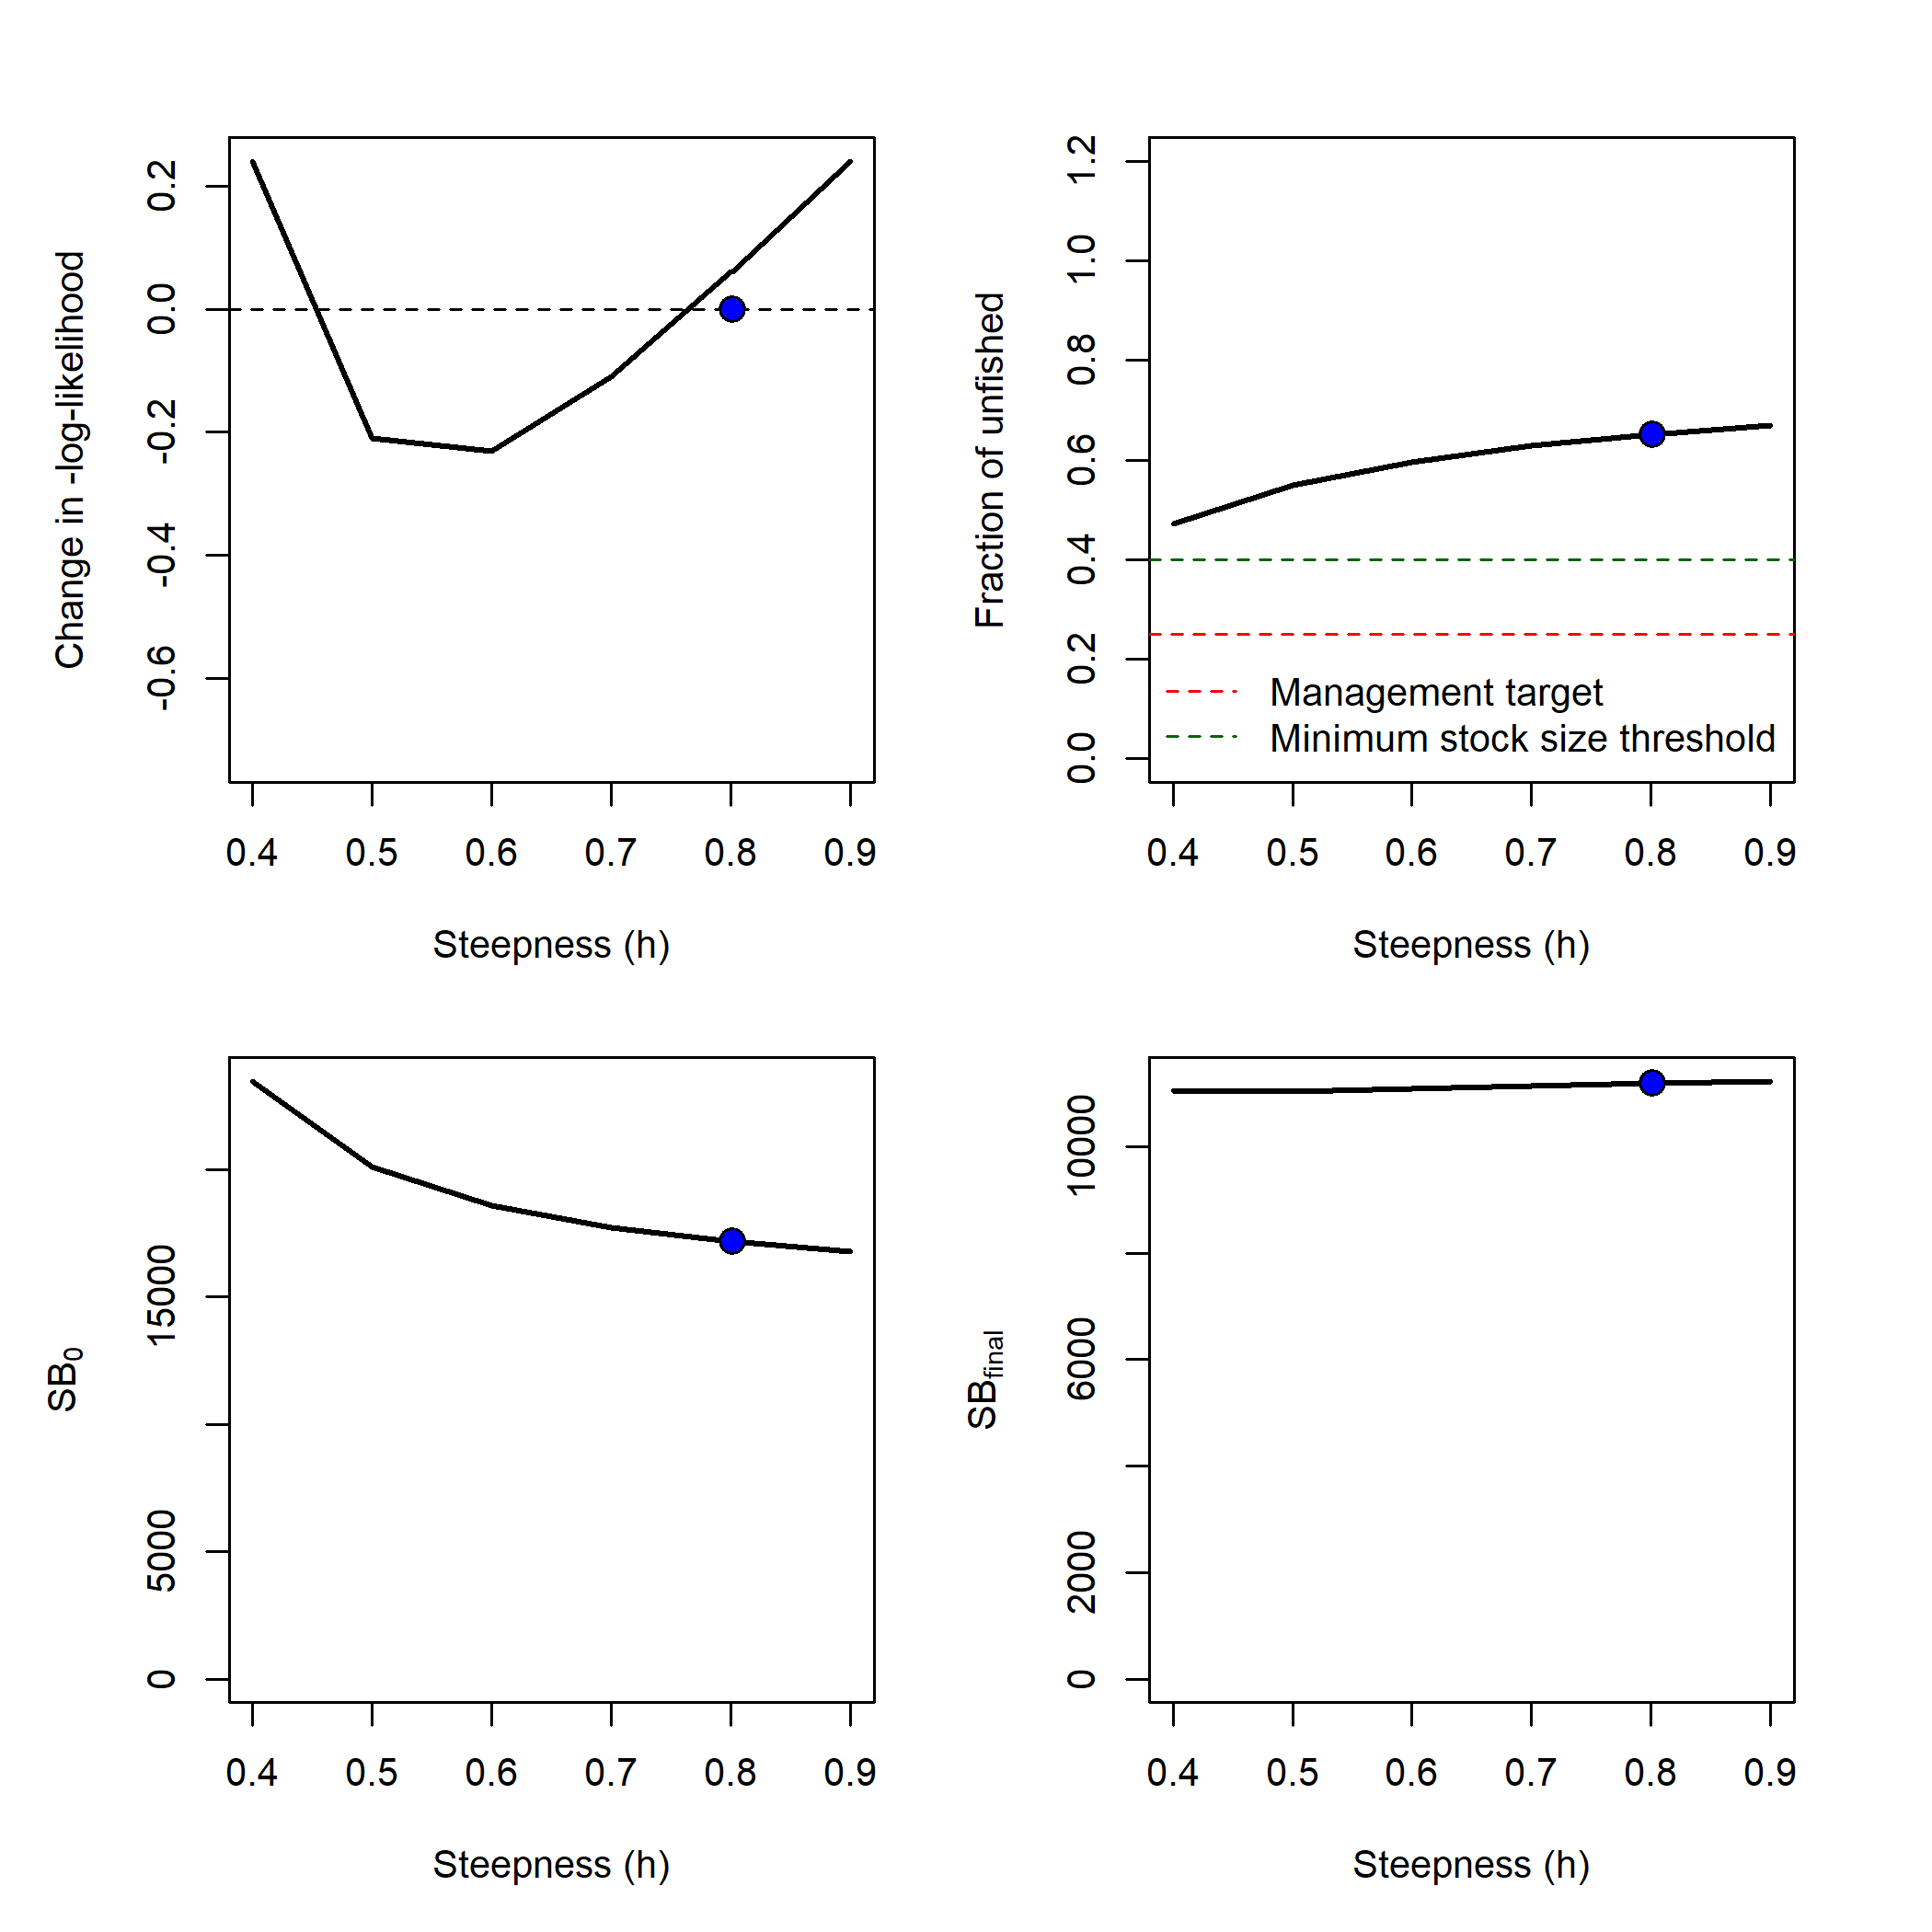 Change in -log-likelihood
0.2
0.0
-0.2
-0.4
-0.6
0.4 0.5 0.6 0.7 0.8 0.9
Steepness (h)
Fraction of unfished
1.2
1.0
0.8
0.6
0.4
0.2
0.0
Management target
Minimum stock size threshold
0.4 0.5 0.6 0.7 0.8 0.9
Steepness (h)
SB0
15000
5000
0
0.4 0.5 0.6 0.7 0.8 0.9
Steepness (h)
SBfinal
10000
6000
2000
0
0.4 0.5 0.6 0.7 0.8 0.9
Steepness (h)